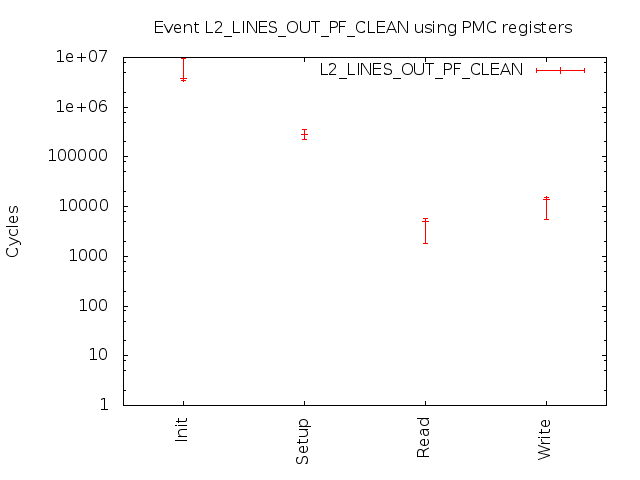 Event L2_LINES_OUT_PF_CLEAN using PMC registers
L2_LINES_OUT_PF_CLEAN
1e+07
1e+06
100000
10000
1000
100
10
1
Cycles
Init
Setup
Read
Write